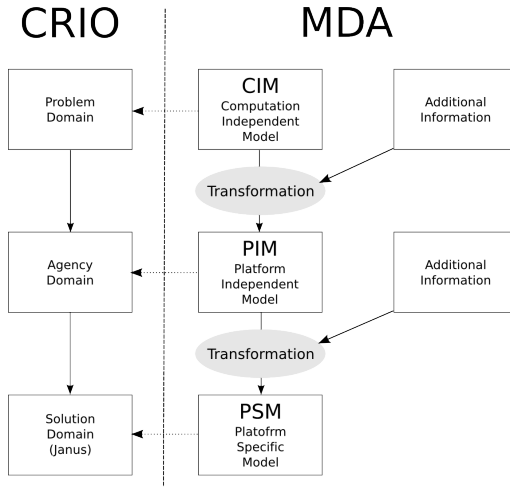 CRIO
MDA
Problem
Domain
CIM
Computation
Independent
Model
Additional
Information
Transformation
Agency
Domain
PIM
Platform
Independent
Model
Additional
Information
Transformation
Solution
Domain
(Janus)
PSM
Platofrm
Specific
Model